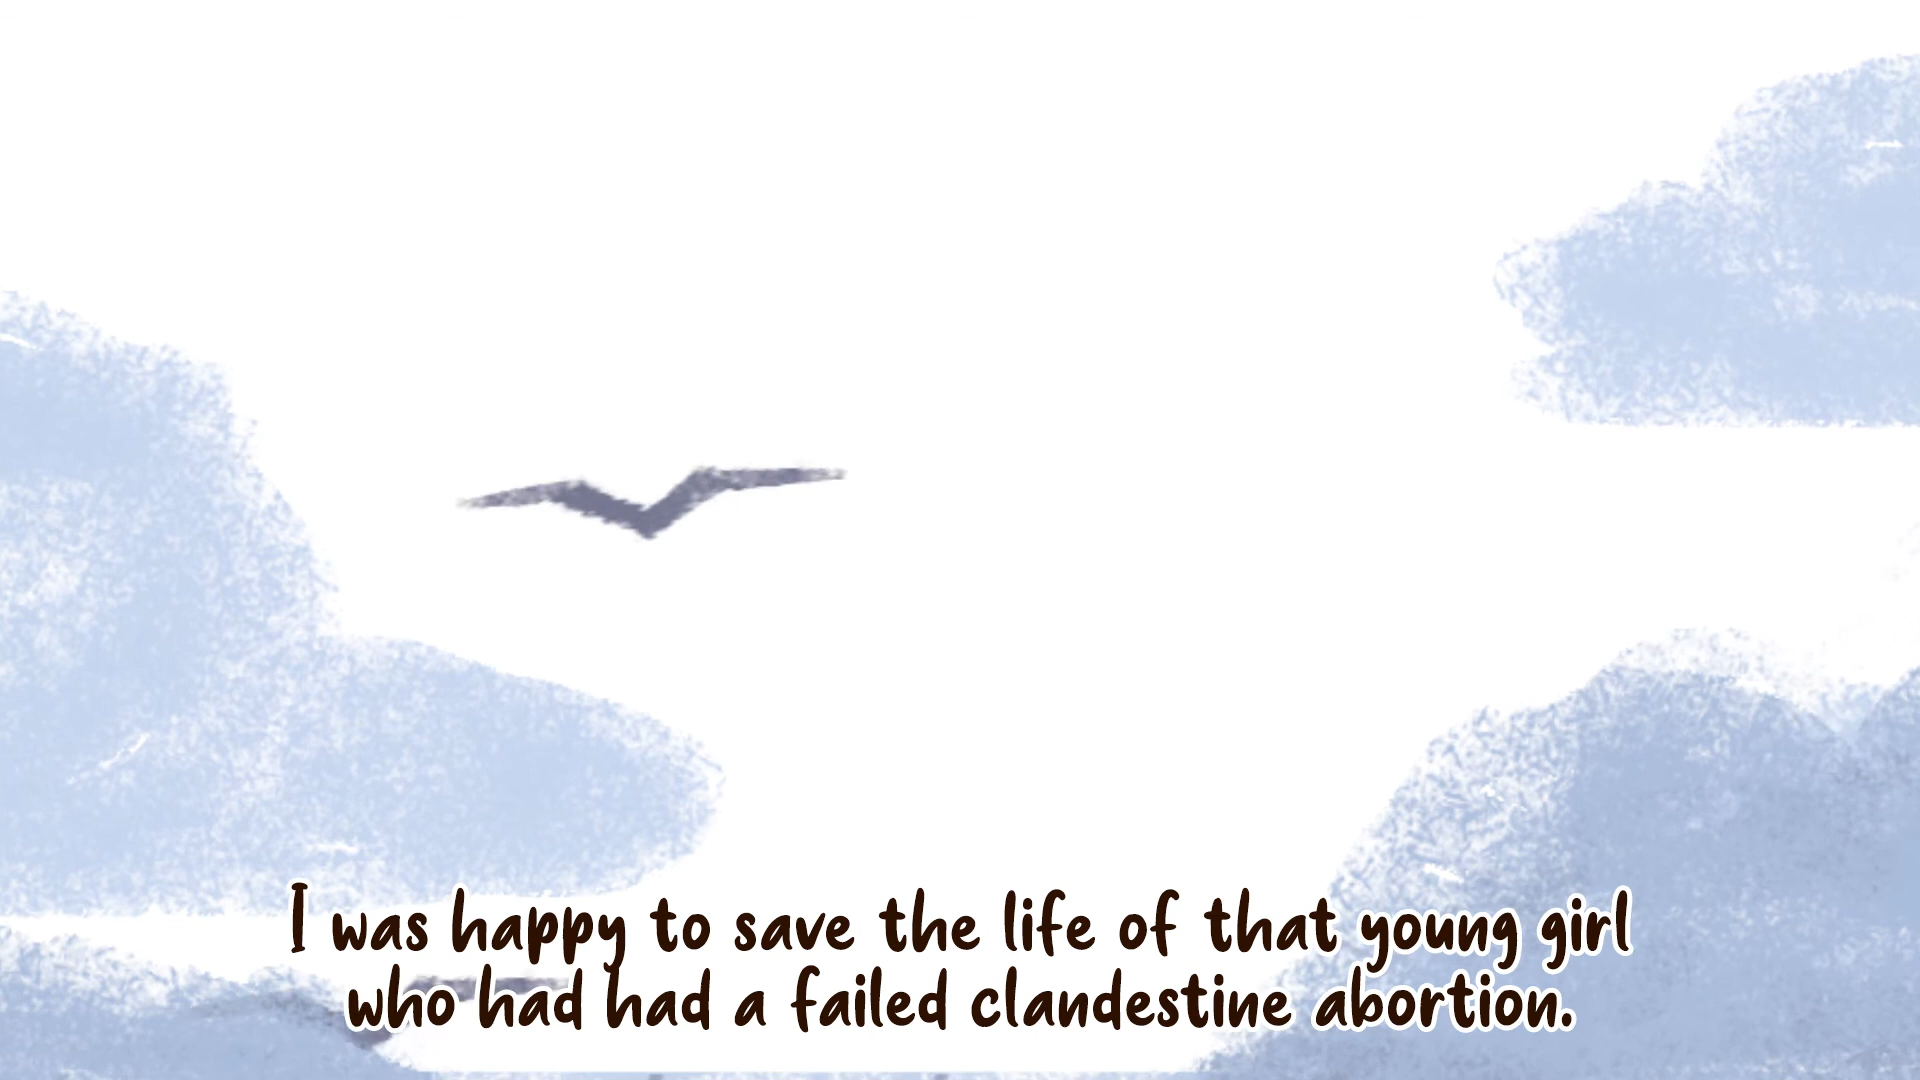 I was happy to save the life of that young girl
who had had a failed clandestine abortion.